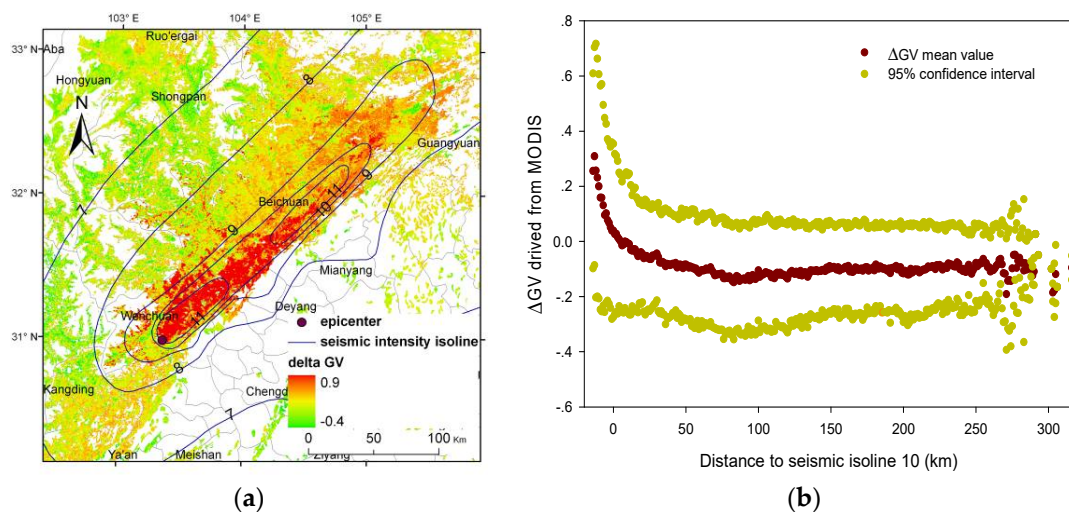 103° E
104° E
105°E
33° N
Aba
Ruo'ergai
8
Hongyuan
Shongpan
N
Guangyuan
32° N
9
11
Beichuan
10
7
9
Mianyang
11
Wenchuan
Deyang
31° N
epicenter
8
seismic intensity isoline
delta GV
0.9
Kangding
-0.4
Chengd
7
0
50
100 Km
Ya'an
Meishan
Ziyang
(a)
ΔGV mean value
95% confidence interval
ΔGV drived from MODIS
.8
.6
.4
.2
0.0
-.2
-.4
-.6
0
50
100
150
200
250
300
Distance to seismic isoline 10 (km)
(b)